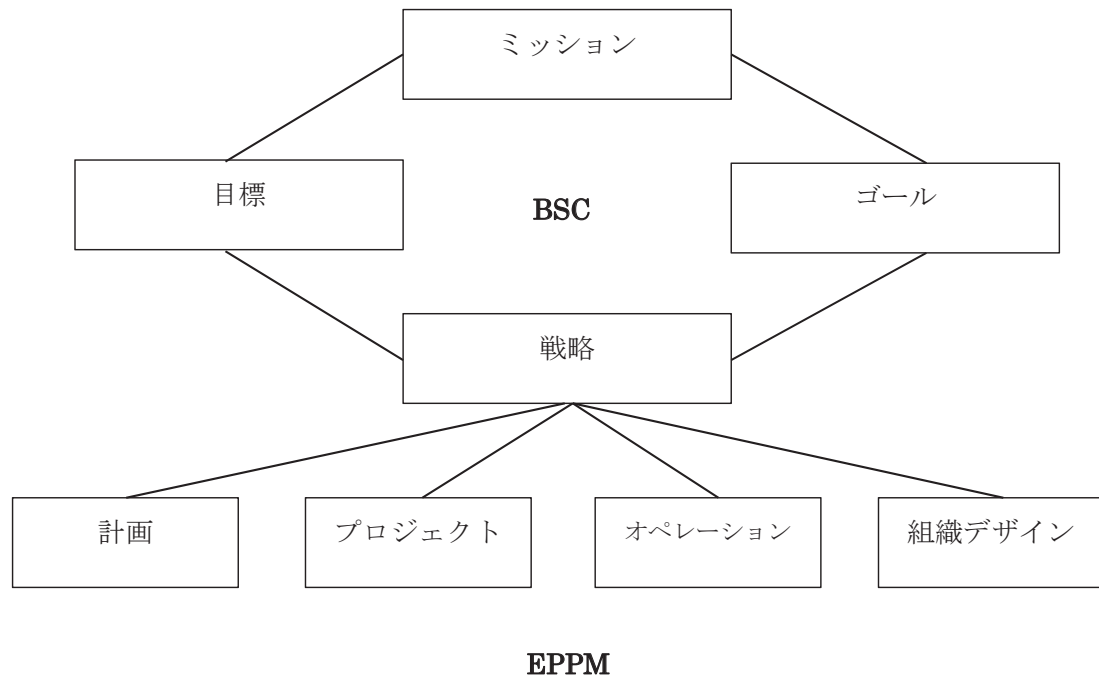 ミッション
目標
BSC
ゴール
戦略
計画
プロジェクト
オペレーション
組織デザイン
EPPM